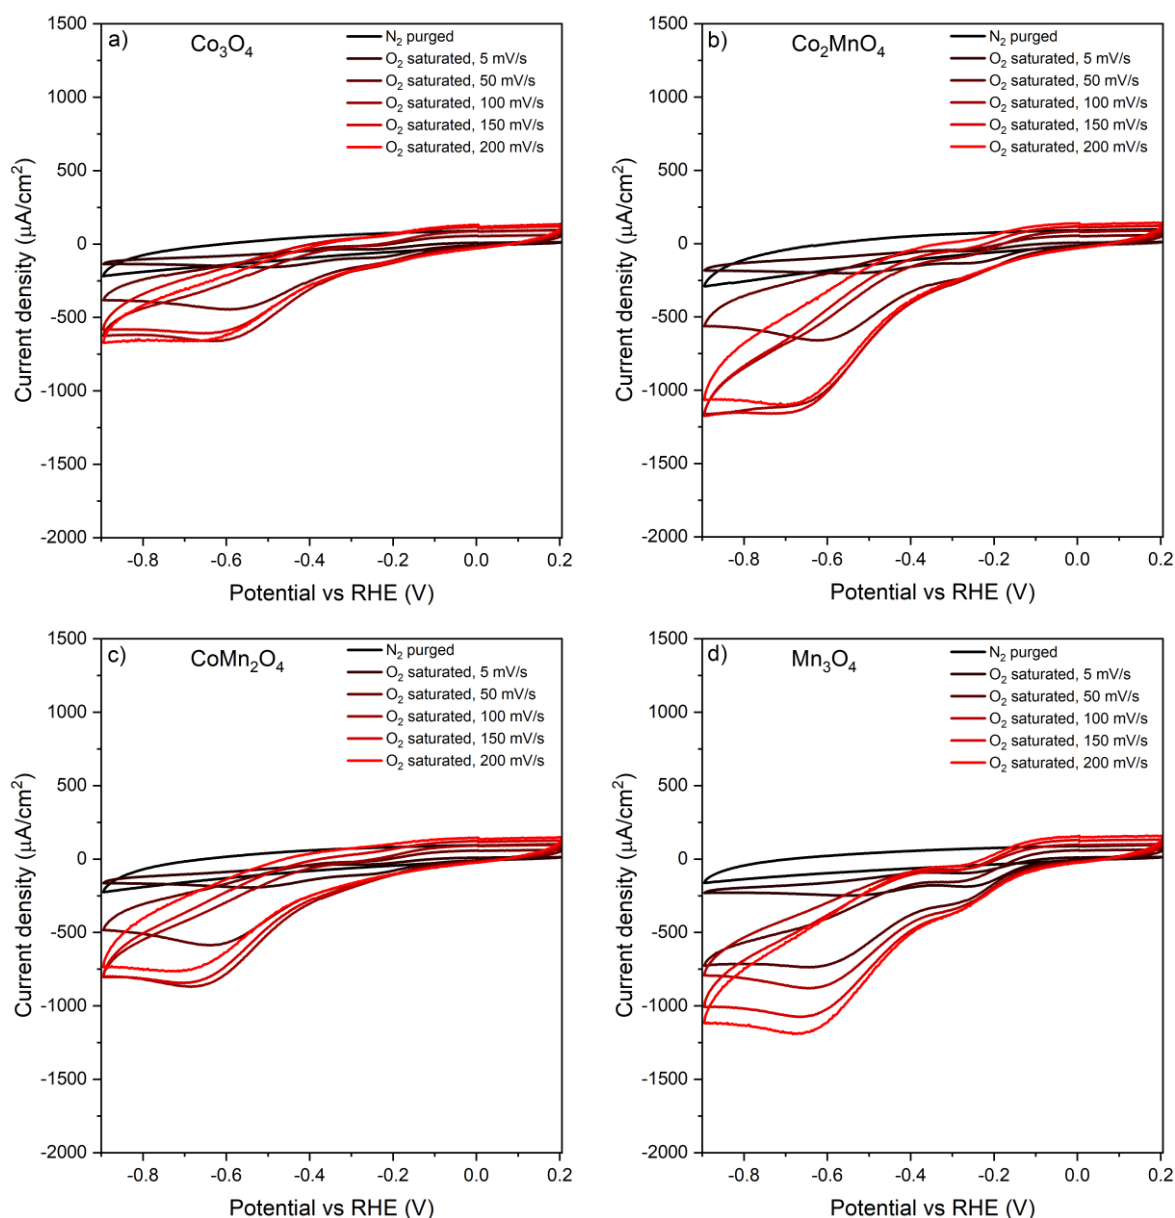 a) Co₃O₄
N₂ purged
O₂ saturated, 5 mV/s
O₂ saturated, 50 mV/s
O₂ saturated, 100 mV/s
O₂ saturated, 150 mV/s
O₂ saturated, 200 mV/s
1500
1000
500
0
-500
-1000
-1500
-2000
Current density (µA/cm²)
-0.8 -0.6 -0.4 -0.2 0.0 0.2
Potential vs RHE (V)
b) Co₂MnO₄
N₂ purged
O₂ saturated, 5 mV/s
O₂ saturated, 50 mV/s
O₂ saturated, 100 mV/s
O₂ saturated, 150 mV/s
O₂ saturated, 200 mV/s
1500
1000
500
0
-500
-1000
-1500
-2000
Current density (µA/cm²)
-0.8 -0.6 -0.4 -0.2 0.0 0.2
Potential vs RHE (V)
c) CoMn₂O₄
N₂ purged
O₂ saturated, 5 mV/s
O₂ saturated, 50 mV/s
O₂ saturated, 100 mV/s
O₂ saturated, 150 mV/s
O₂ saturated, 200 mV/s
1500
1000
500
0
-500
-1000
-1500
-2000
Current density (µA/cm²)
-0.8 -0.6 -0.4 -0.2 0.0 0.2
Potential vs RHE (V)
d) Mn₃O₄
N₂ purged
O₂ saturated, 5 mV/s
O₂ saturated, 50 mV/s
O₂ saturated, 100 mV/s
O₂ saturated, 150 mV/s
O₂ saturated, 200 mV/s
1500
1000
500
0
-500
-1000
-1500
-2000
Current density (µA/cm²)
-0.8 -0.6 -0.4 -0.2 0.0 0.2
Potential vs RHE (V)